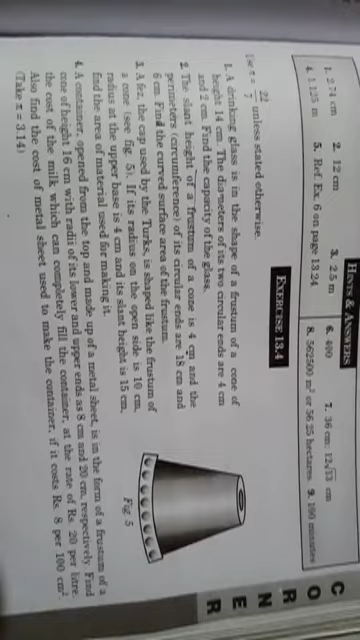 HINTS & ANSWERS
1. 2.74 cm 2. 12 cm 3. 2.5 m 6. 490 7. 36 cm; 12√13 cm
4. 1.125 m 5. Ref. Ex. 6 on page 13.24 8. 562500 m² or 56.25 hectares. 9. 100 minutes
C
O
R
N
E
R
EXERCISE 13.4
Use π = 22/7 unless stated otherwise.
1. A drinking glass is in the shape of a frustum of a cone of
height 14 cm. The diameters of its two circular ends are 4 cm
and 2 cm. Find the capacity of the glass.
2. The slant height of a frustum of a cone is 4 cm and the
perimeters (circumference) of its circular ends are 18 cm and
6 cm. Find the curved surface area of the frustum.
3. A fez, the cap used by the Turks, is shaped like the frustum of
a cone (see fig. 5). If its radius on the open side is 10 cm,
radius at the upper base is 4 cm and its slant height is 15 cm,
find the area of material used for making it.
Fig. 5
4. A container, opened from the top and made up of a metal sheet, is in the form of a frustum of a
cone of height 16 cm with radii of its lower and upper ends as 8 cm and 20 cm, respectively. Find
the cost of the milk which can completely fill the container, at the rate of Rs. 20 per litre.
Also find the cost of metal sheet used to make the container, if it costs Rs. 8 per 100 cm².
(Take π = 3.14)